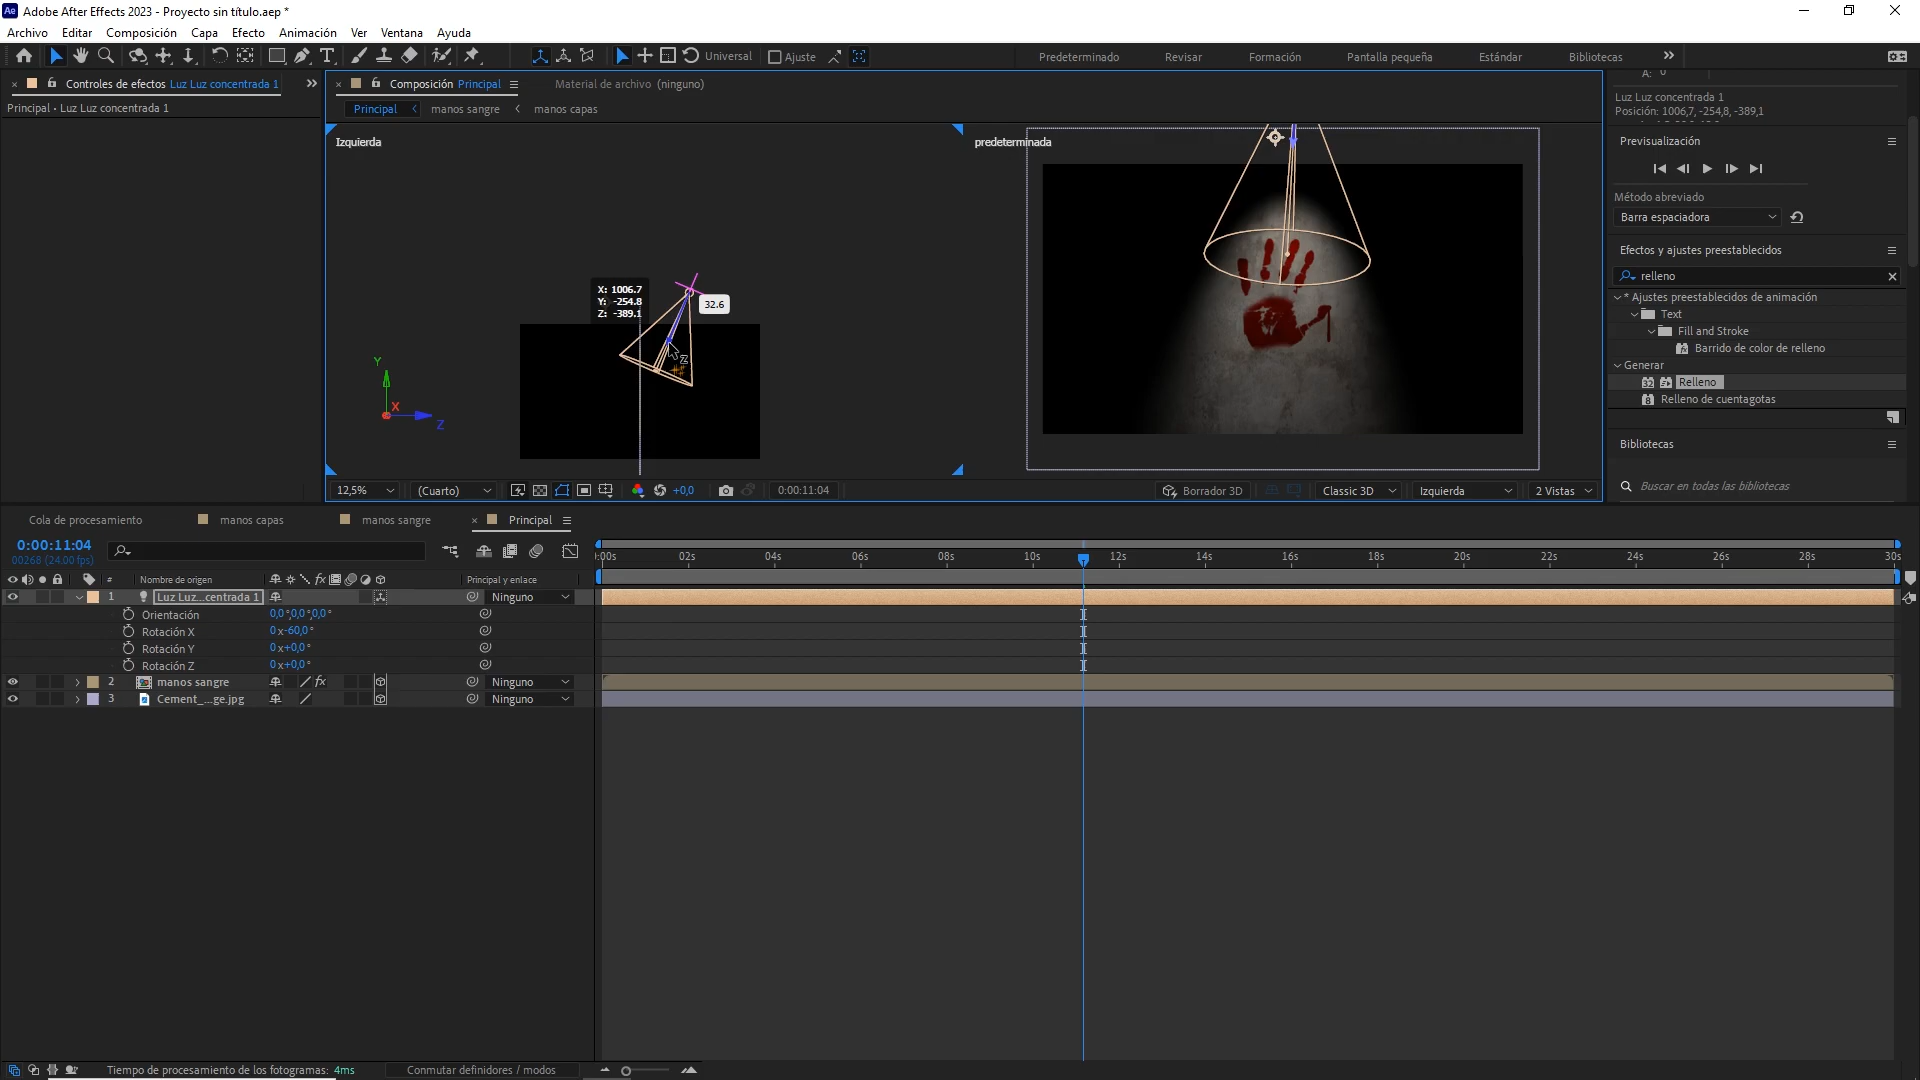 Adobe After Effects 2023 - Proyecto sin título.aep *
Archivo Editar Composición Capa Efecto Animación Ver Ventana Ayuda
Universal Ajuste Predeterminado Revisar Formación Pantalla pequeña Estándar Bibliotecas
Controles de efectos Luz Luz concentrada 1
Principal • Luz Luz concentrada 1
Composición Principal
Material de archivo (ninguno)
Principal manos sangre manos capas
Izquierda
predeterminada
X: 1006.7
Y: -254.8
Z: -389.1
32.6
Y
X
Z
Z
12,5% (Cuarto) +0,0 0:00:11:04 Borrador 3D Classic 3D Izquierda 2 Vistas
A: 0
Luz Luz concentrada 1
Posición: 1006,7, -254,8, -389,1
Previsualización
Método abreviado
Barra espaciadora
Efectos y ajustes preestablecidos
relleno
* Ajustes preestablecidos de animación
Text
Fill and Stroke
Barrido de color de relleno
Generar
Relleno
Relleno de cuentagotas
Bibliotecas
Buscar en todas las bibliotecas
Cola de procesamiento manos capas manos sangre Principal
0:00:11:04
00268 (24.00 fps)
:00s 02s 04s 06s 08s 10s 12s 14s 16s 18s 20s 22s 24s 26s 28s 30s
# Nombre de origen fx Principal y enlace
1 Luz Luz...centrada 1 Ninguno
Orientación 0,0°,0,0°,0,0°
Rotación X 0x-60,0°
Rotación Y 0x+0,0°
Rotación Z 0x+0,0°
2 manos sangre fx Ninguno
3 Cement_...ge.jpg Ninguno
Tiempo de procesamiento de los fotogramas: 4ms Conmutar definidores / modos